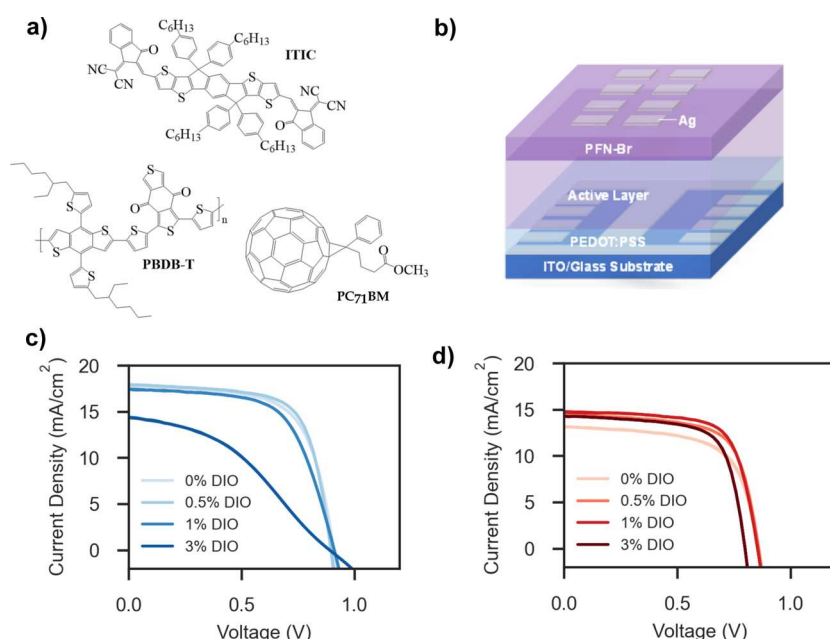 a)
C6H13
C6H13
ITIC
O
S
S
NC
CN
S
S
CN
CN
O
C6H13
C6H13
S
O
O
S
S
S
S
n
S
S
PBDB-T
S
O
OCH3
PC71BM
b)
Ag
PFN-Br
Active Layer
PEDOT:PSS
ITO/Glass Substrate
c)
Current Density (mA/cm2)
20
15
10
5
0
0% DIO
0.5% DIO
1% DIO
3% DIO
0.0
0.5
1.0
Voltage (V)
d)
Current Density (mA/cm2)
20
15
10
5
0
0% DIO
0.5% DIO
1% DIO
3% DIO
0.0
0.5
1.0
Voltage (V)